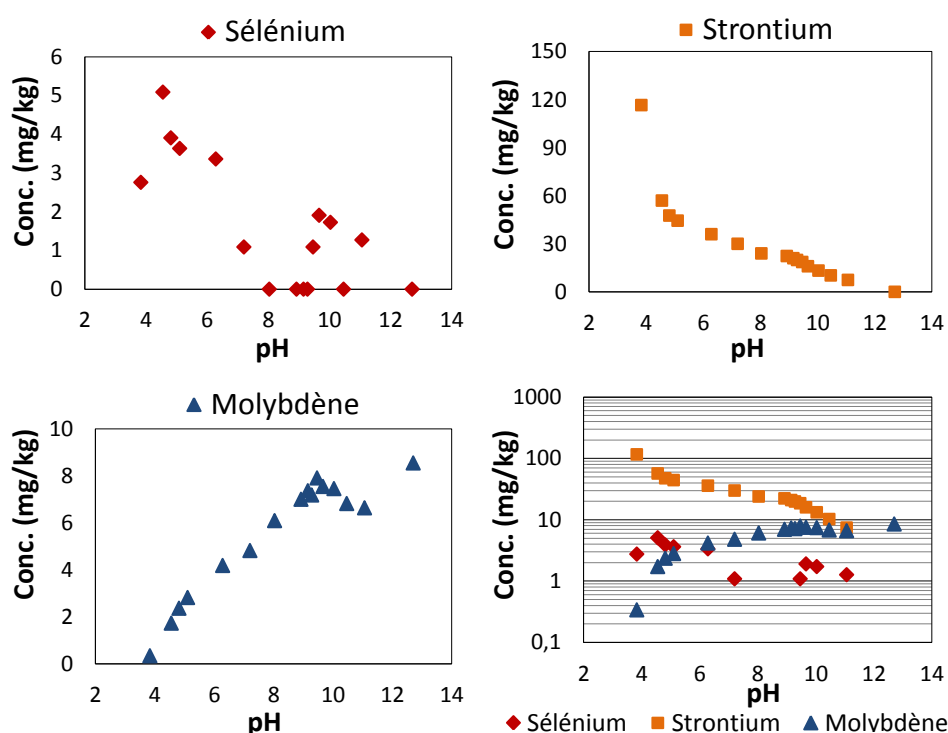 Sélénium
Conc. (mg/kg)
6
5
4
3
2
1
0
2 4 6 8 10 12 14
pH
Strontium
Conc. (mg/kg)
150
120
90
60
30
0
2 4 6 8 10 12 14
pH
Molybdène
Conc. (mg/kg)
10
8
6
4
2
0
2 4 6 8 10 12 14
pH
Conc. (mg/kg)
1000
100
10
1
0,1
2 4 6 8 10 12 14
pH
Sélénium Strontium Molybdène